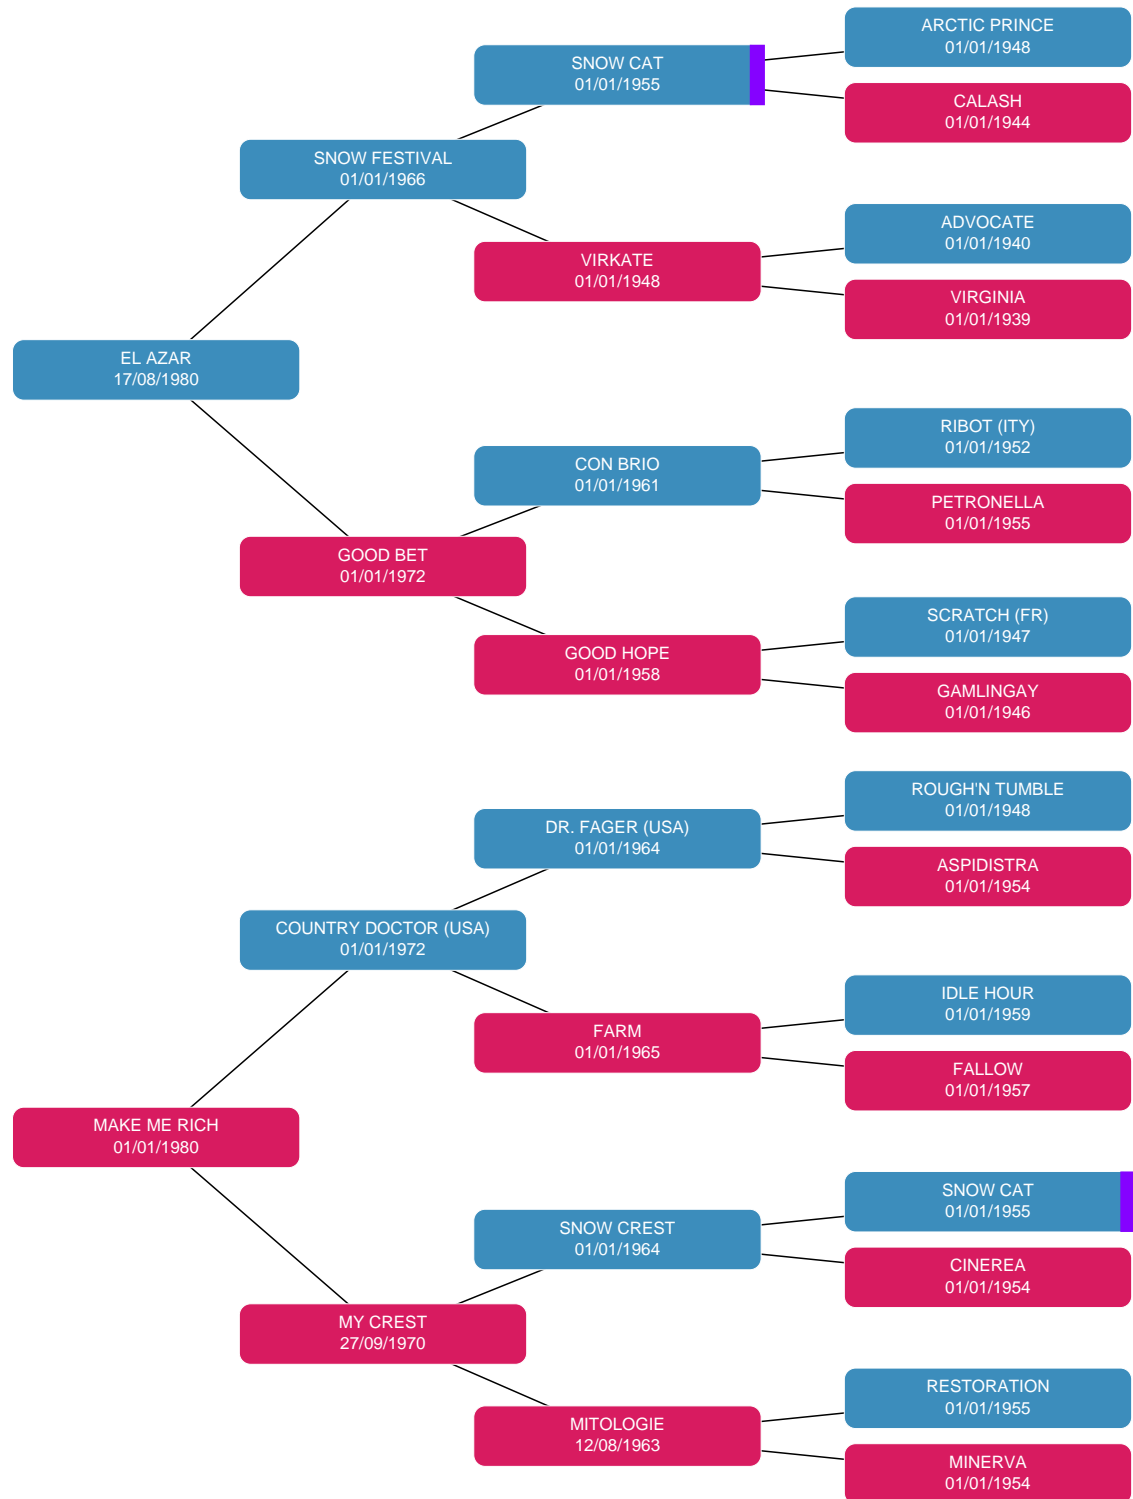 ARCTIC PRINCE
01/01/1948
SNOW CAT
01/01/1955
CALASH
01/01/1944
SNOW FESTIVAL
01/01/1966
ADVOCATE
01/01/1940
VIRKATE
01/01/1948
VIRGINIA
01/01/1939
EL AZAR
17/08/1980
RIBOT (ITY)
01/01/1952
CON BRIO
01/01/1961
PETRONELLA
01/01/1955
GOOD BET
01/01/1972
SCRATCH (FR)
01/01/1947
GOOD HOPE
01/01/1958
GAMLINGAY
01/01/1946
ROUGH'N TUMBLE
01/01/1948
DR. FAGER (USA)
01/01/1964
ASPIDISTRA
01/01/1954
COUNTRY DOCTOR (USA)
01/01/1972
IDLE HOUR
01/01/1959
FARM
01/01/1965
FALLOW
01/01/1957
MAKE ME RICH
01/01/1980
SNOW CAT
01/01/1955
SNOW CREST
01/01/1964
CINEREA
01/01/1954
MY CREST
27/09/1970
RESTORATION
01/01/1955
MITOLOGIE
12/08/1963
MINERVA
01/01/1954